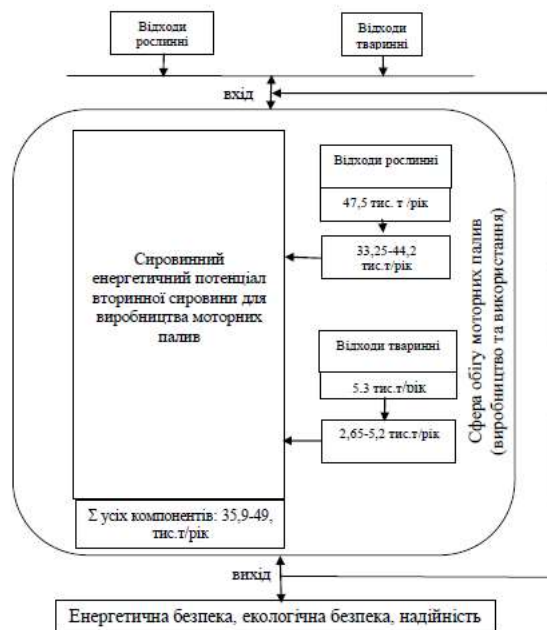 Відходи
рослинні
Відходи
тваринні
вхід
Відходи рослинні
47,5 тис. т /рік
33,25-44,2
тис.т/рік
Сировинний
енергетичний потенціал
вторинної сировини для
виробництва моторних
палив
Відходи тваринні
5.3 тис.т/рік
2,65-5,2 тис.т/рік
Сфера обігу моторних палив
(виробництво та використання)
Σ усіх компонентів: 35,9-49,
тис.т/рік
вихід
Енергетична безпека, екологічна безпека, надійність